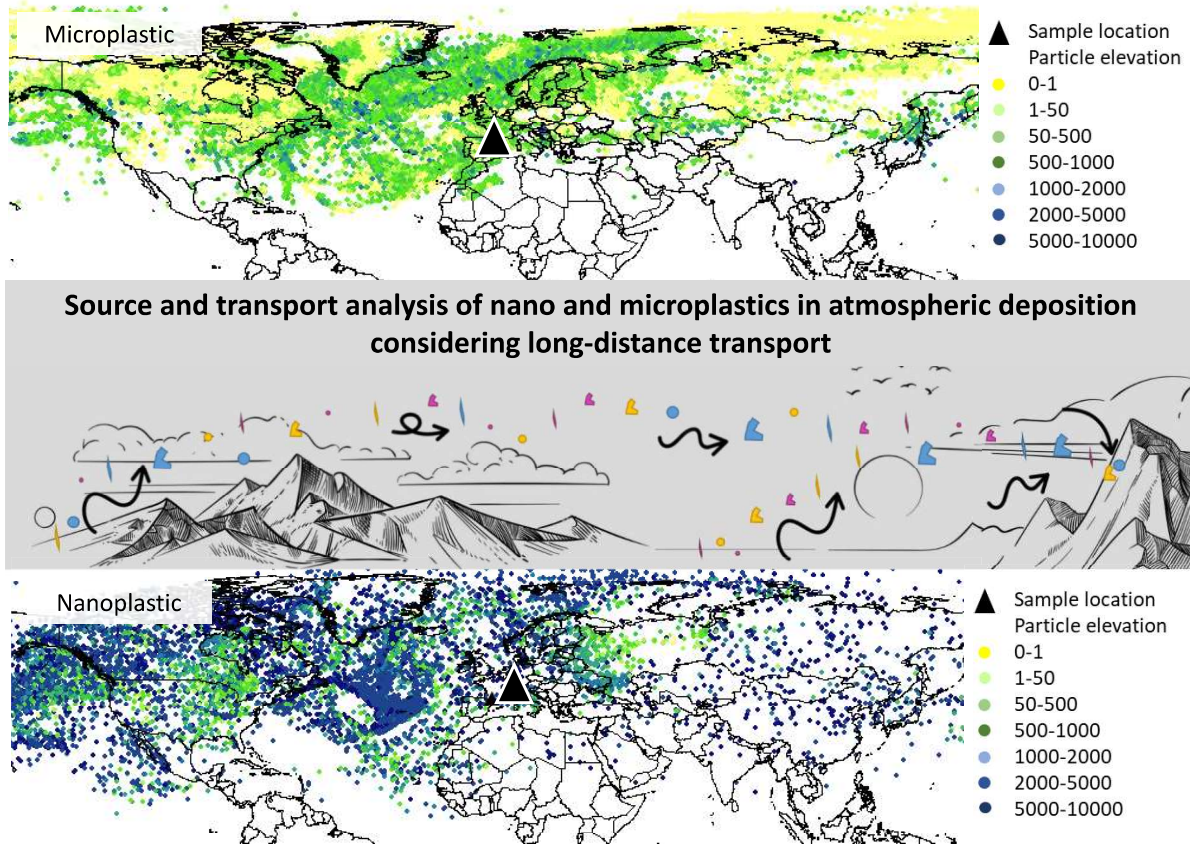 Microplastic
Sample location
Particle elevation
0-1
1-50
50-500
500-1000
1000-2000
2000-5000
5000-10000
Source and transport analysis of nano and microplastics in atmospheric deposition
considering long-distance transport
Nanoplastic
Sample location
Particle elevation
0-1
1-50
50-500
500-1000
1000-2000
2000-5000
5000-10000